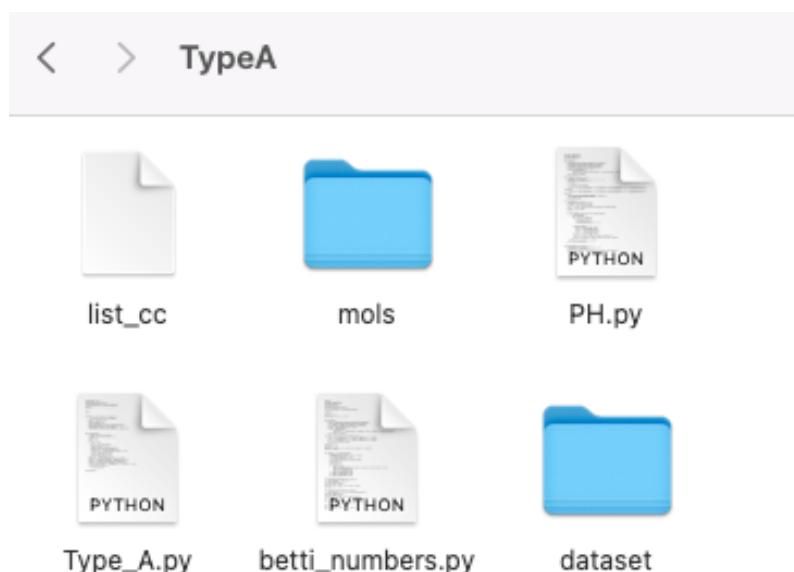 TypeA
list_cc
mols
PYTHON
PH.py
PYTHON
Type_A.py
PYTHON
betti_numbers.py
dataset